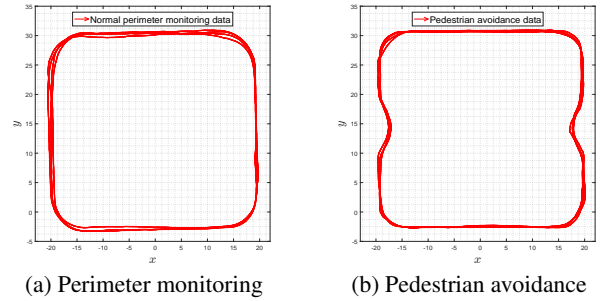 Normal perimeter monitoring data
35
30
25
20
15
10
5
0
-5
y
-20 -15 -10 -5 0 5 10 15 20
x
(a) Perimeter monitoring
Pedestrian avoidance data
35
30
25
20
15
10
5
0
-5
y
-20 -15 -10 -5 0 5 10 15 20
x
(b) Pedestrian avoidance